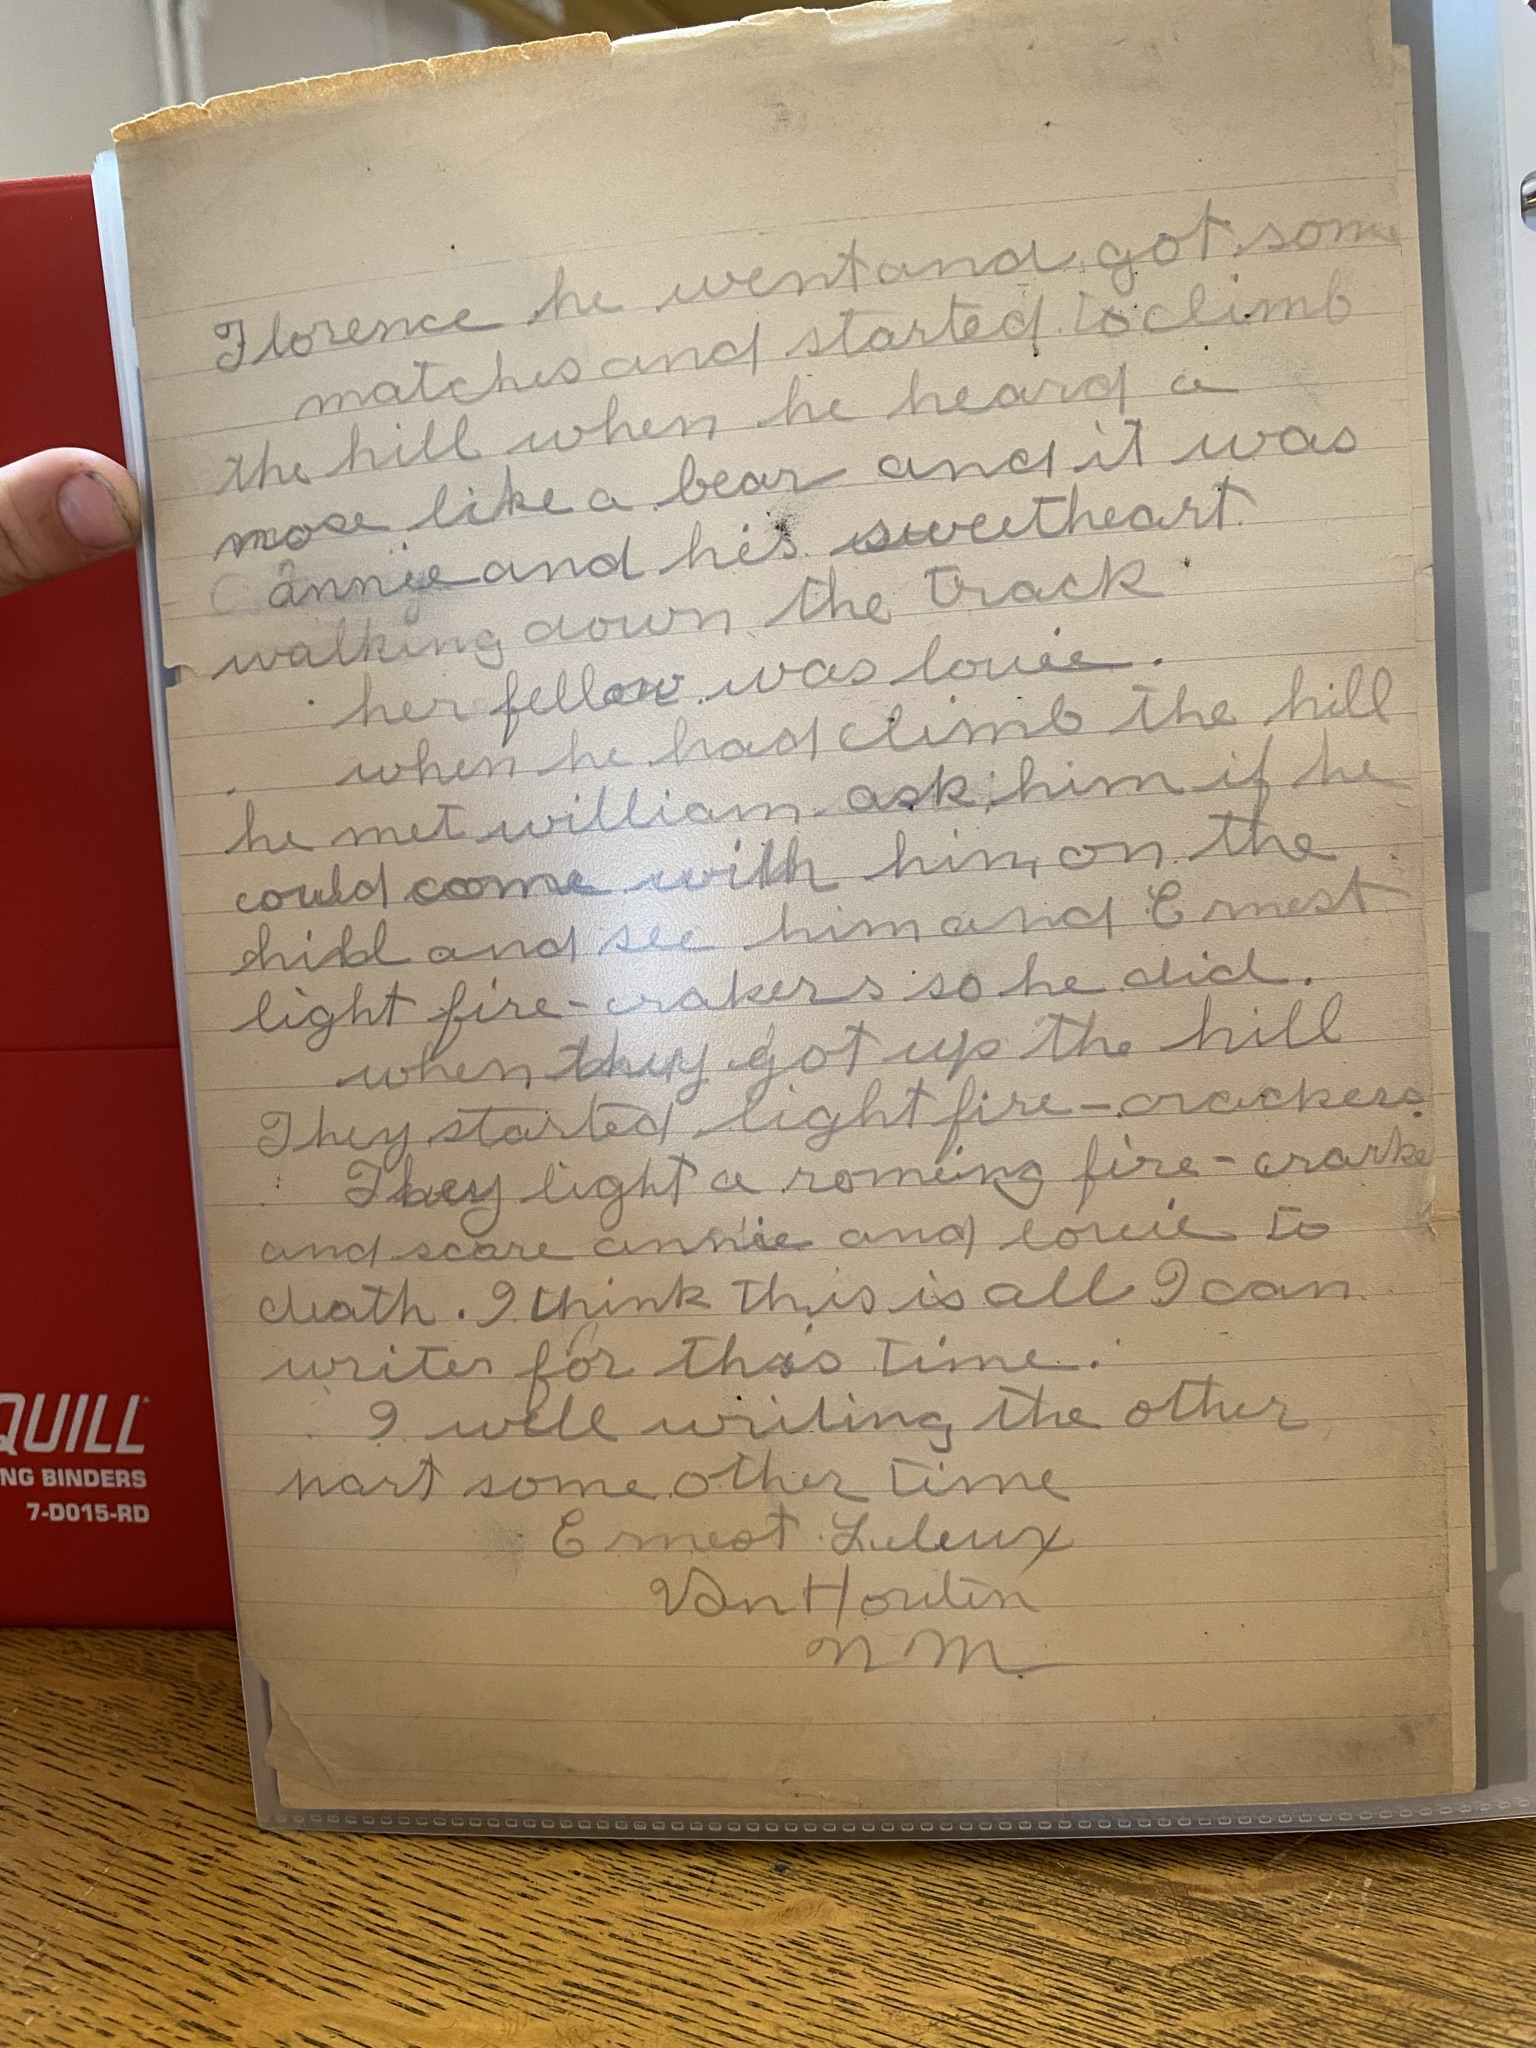 Florence he went and got some
matches and started to climb
the hill when he heard a
nose like a bear and it was
annie and his sweetheart
walking down the track
her fellow was louie.
when he had climb the hill
he met william ask him if he
could come with him on the
hill and see him and Ernest
light fire-crakers so he did.
when they got up the hill
They started light fire-crackers.
They light a romeing fire-crarke
and scare annie and louie to
death. I think this is all I can
writer for this time.
I well writing the other
part some other time
Ernest Leleux
Van Houten
N M
QUILL
NG BINDERS
7-D015-RD